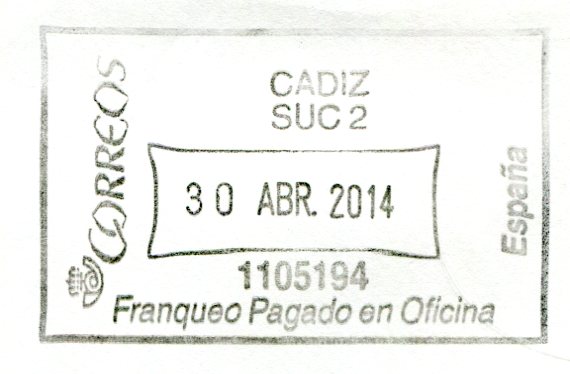 CORREOS
CADIZ
SUC 2
30 ABR. 2014
1105194
Franqueo Pagado en Oficina
España